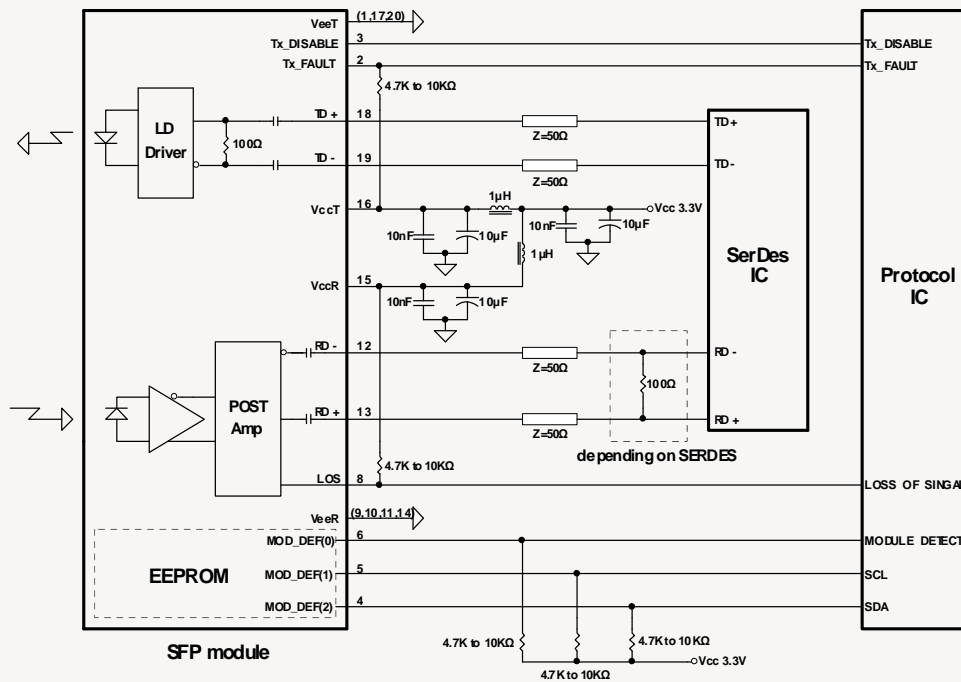 VeeT (1,17,20)
Tx_DISABLE 3 Tx_DISABLE
Tx_FAULT 2 Tx_FAULT
4.7K to 10KΩ
LD
Driver
100Ω
TD+ 18 Z=50Ω TD+
TD- 19 Z=50Ω TD-
VccT 16 1µH Vcc 3.3V
10nF 10µF 10nF 10µF
1µH
SerDes
IC
Protocol
IC
VccR 15
10nF 10µF
RD- 12 Z=50Ω RD-
100Ω
POST
Amp
RD+ 13 Z=50Ω RD+
depending on SERDES
4.7K to 10KΩ
LOS 8 LOSS OF SINGAL
VeeR (9,10,11,14)
EEPROM
MOD_DEF(0) 6 MODULE DETECT
MOD_DEF(1) 5 SCL
MOD_DEF(2) 4 SDA
4.7K to 10KΩ 4.7K to 10KΩ
4.7K to 10KΩ
Vcc 3.3V
SFP module